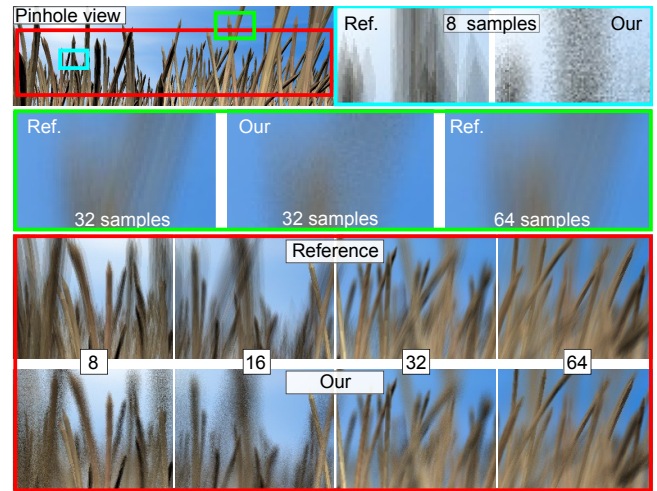 Pinhole view
Ref.
8 samples
Our
Ref.
Our
Ref.
32 samples
32 samples
64 samples
Reference
8
16
32
64
Our